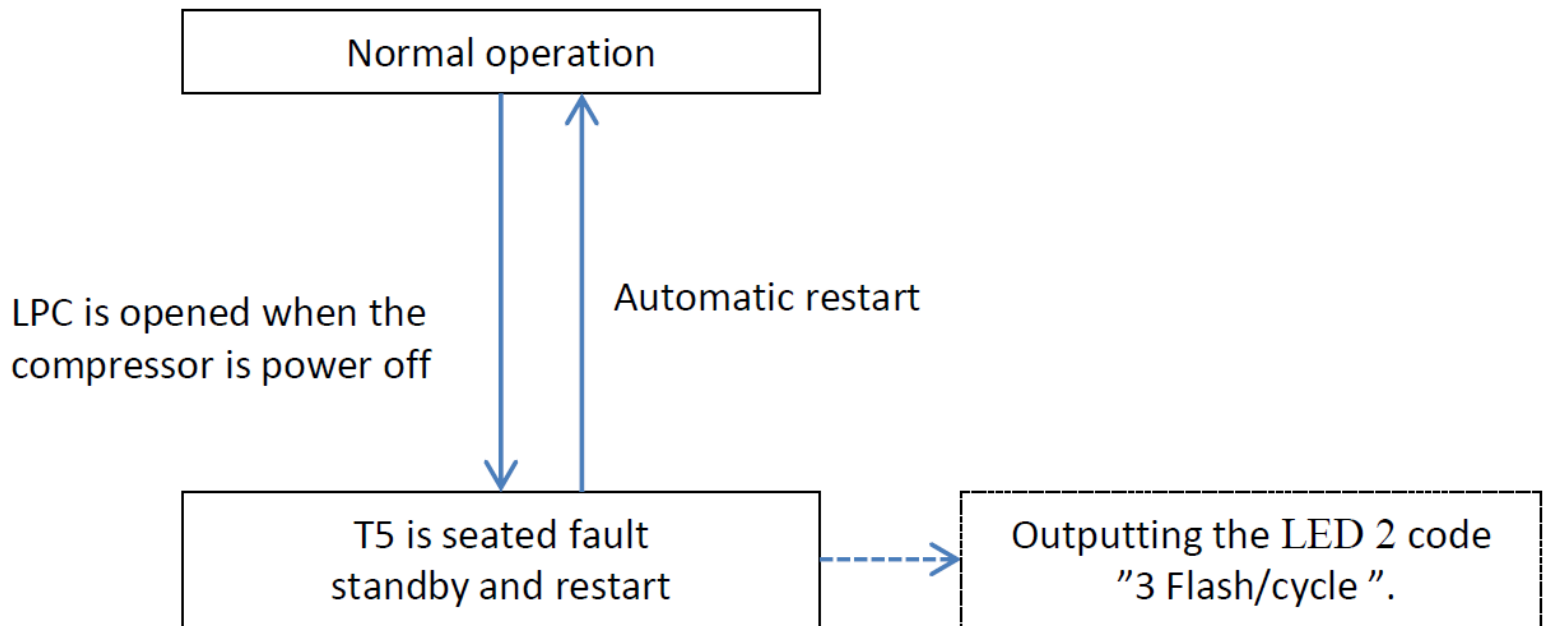 Normal operation
LPC is opened when the
compressor is power off
Automatic restart
T5 is seated fault
standby and restart
Outputting the LED 2 code
”3 Flash/cycle ”.